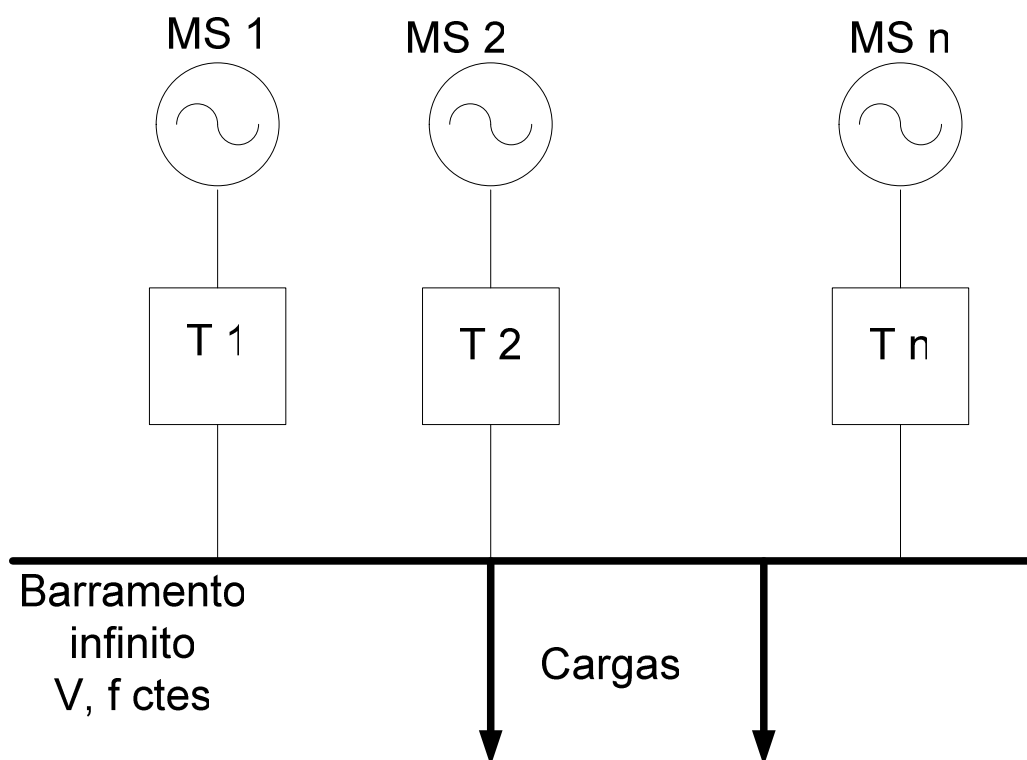 MS 1
MS 2
MS n
T 1
T 2
T n
Barramento
infinito
V, f ctes
Cargas